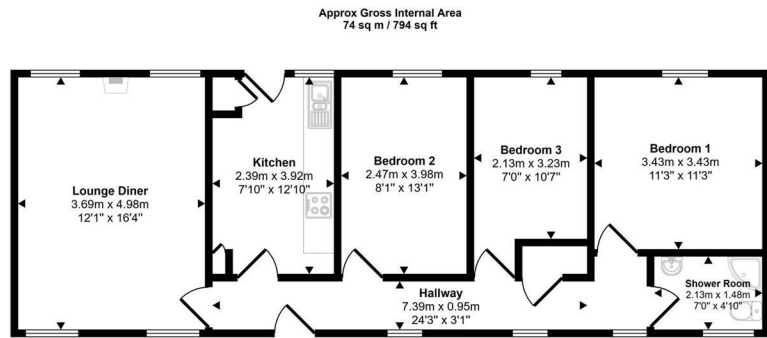 Approx Gross Internal Area
74 sq m / 794 sq ft
Lounge Diner
3.69m x 4.98m
12'1" x 16'4"
Kitchen
2.39m x 3.92m
7'10" x 12'10"
Bedroom 2
2.47m x 3.98m
8'1" x 13'1"
Bedroom 3
2.13m x 3.23m
7'0" x 10'7"
Bedroom 1
3.43m x 3.43m
11'3" x 11'3"
Hallway
7.39m x 0.95m
24'3" x 3'1"
Shower Room
2.13m x 1.48m
7'0" x 4'10"